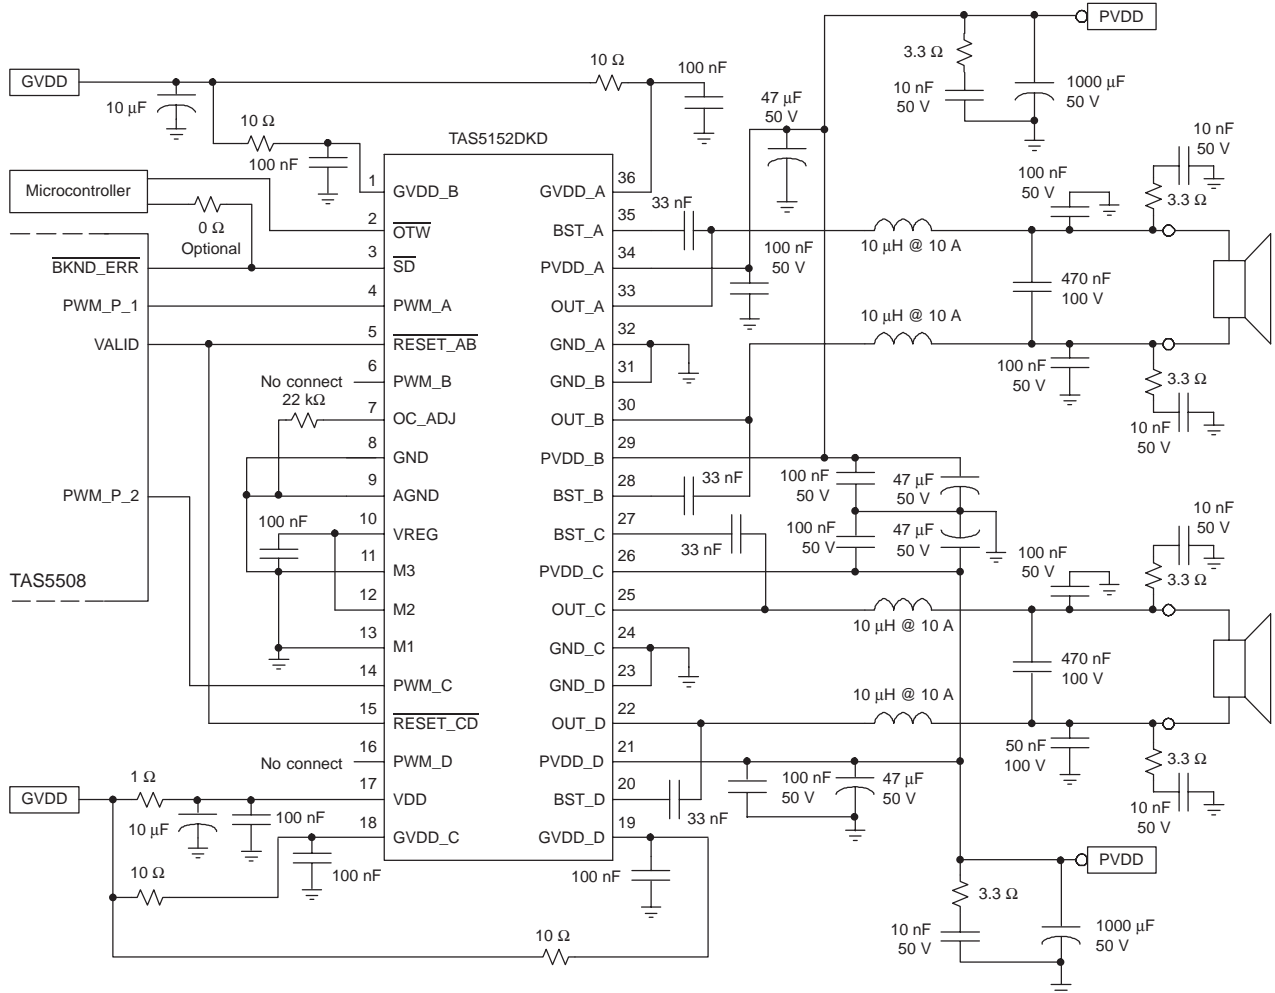 PVDD
3.3 Ω
10 nF
50 V
1000 µF
50 V
GVDD
10 µF
10 Ω
100 nF
10 Ω
100 nF
47 µF
50 V
TAS5152DKD
10 nF
50 V
100 nF
50 V
3.3 Ω
Microcontroller
0 Ω
Optional
BKND_ERR
PWM_P_1
VALID
No connect
22 kΩ
PWM_P_2
100 nF
TAS5508
No connect
1 GVDD_B
2 OTW
3 SD
4 PWM_A
5 RESET_AB
6 PWM_B
7 OC_ADJ
8 GND
9 AGND
10 VREG
11 M3
12 M2
13 M1
14 PWM_C
15 RESET_CD
16 PWM_D
17 VDD
18 GVDD_C
GVDD_A 36
BST_A 35
PVDD_A 34
OUT_A 33
GND_A 32
GND_B 31
OUT_B 30
PVDD_B 29
BST_B 28
BST_C 27
PVDD_C 26
OUT_C 25
GND_C 24
GND_D 23
OUT_D 22
PVDD_D 21
BST_D 20
GVDD_D 19
33 nF
100 nF
50 V
10 µH @ 10 A
470 nF
100 V
10 µH @ 10 A
100 nF
50 V
3.3 Ω
10 nF
50 V
33 nF
100 nF
50 V
47 µF
50 V
33 nF
100 nF
50 V
47 µF
50 V
10 nF
50 V
100 nF
50 V
3.3 Ω
10 µH @ 10 A
470 nF
100 V
10 µH @ 10 A
50 nF
100 V
3.3 Ω
10 nF
50 V
100 nF
50 V
47 µF
50 V
33 nF
GVDD
1 Ω
10 µF
100 nF
10 Ω
100 nF
100 nF
10 Ω
PVDD
3.3 Ω
10 nF
50 V
1000 µF
50 V